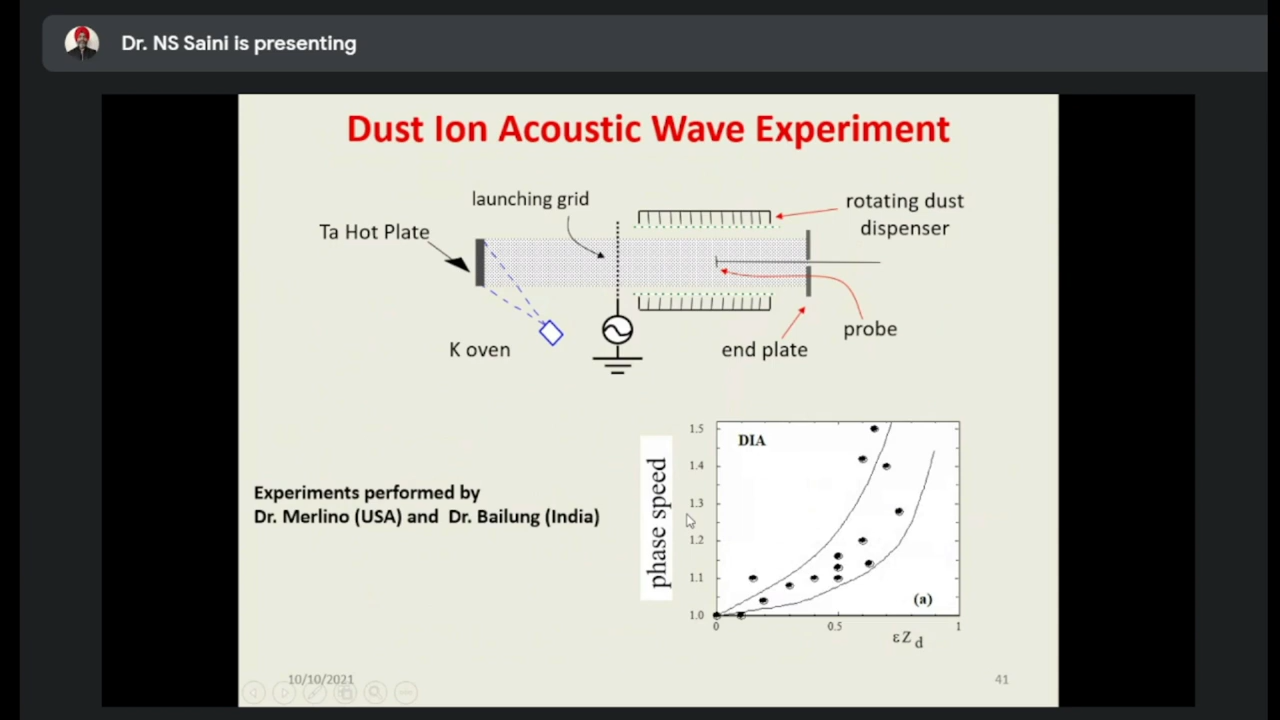 Dr. NS Saini is presenting
Dust Ion Acoustic Wave Experiment
launching grid
rotating dust
dispenser
Ta Hot Plate
K oven
end plate
probe
Experiments performed by
Dr. Merlino (USA) and Dr. Bailung (India)
phase speed
DIA
1.5
1.4
1.3
1.2
1.1
1.0
(a)
0
0.5
1
εZd
10/10/2021
41